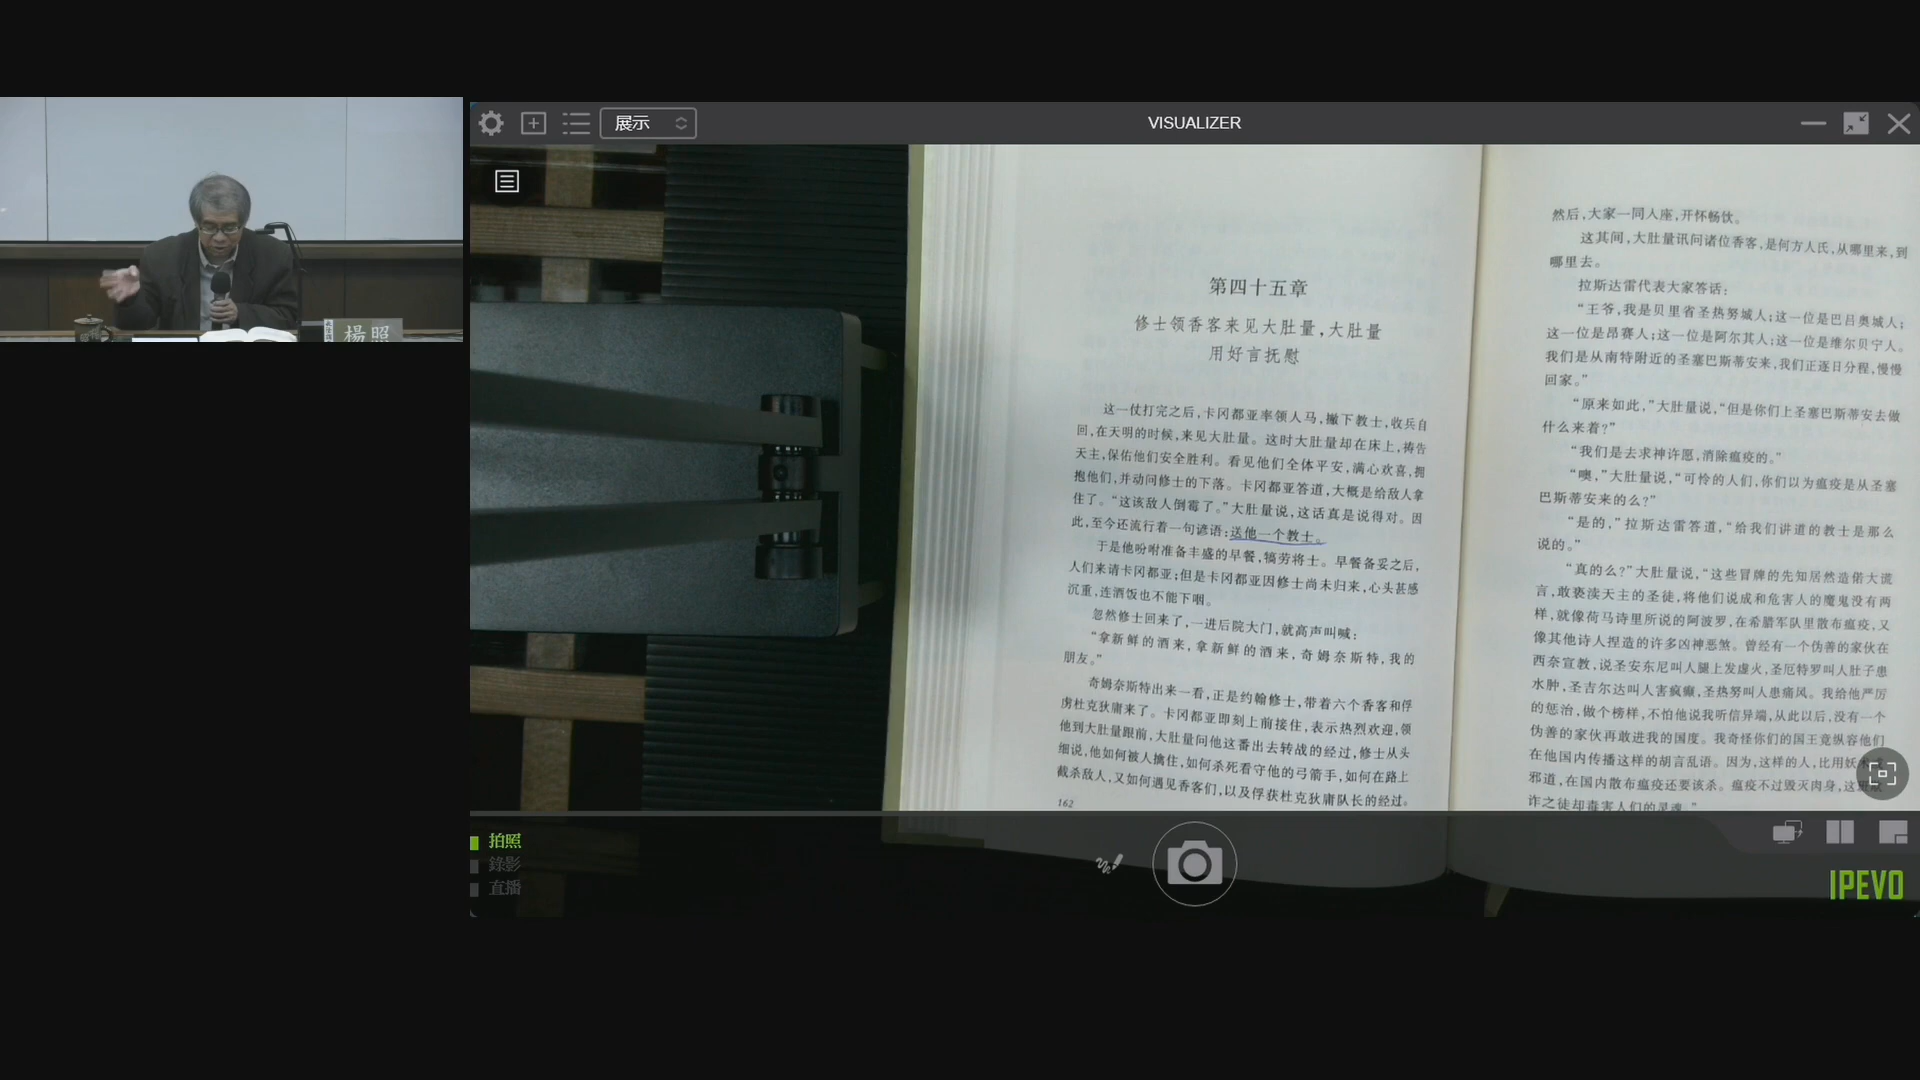 楊照
展示
VISUALIZER
第四十五章
修士领香客来见大肚量,大肚量
用好言抚慰
这一仗打完之后,卡冈都亚率领人马,撇下教士,收兵自
回,在天明的时候,来见大肚量。这时大肚量却在床上,祷告
天主,保佑他们安全胜利。看见他们全体平安,满心欢喜,拥
抱他们,并动问修士的下落。卡冈都亚答道,大概是给敌人拿
住了。“这该敌人倒霉了。”大肚量说,这话真是说得对。因
此,至今还流行着一句谚语:送他一个教士。
于是他吩咐准备丰盛的早餐,犒劳将士。早餐备妥之后,
人们来请卡冈都亚;但是卡冈都亚因修士尚未归来,心头甚感
沉重,连酒饭也不能下咽。
忽然修士回来了,一进后院大门,就高声叫喊:
“拿新鲜的酒来,拿新鲜的酒来,奇姆奈斯特,我的
朋友。”
奇姆奈斯特出来一看,正是约翰修士,带着六个香客和俘
虏杜克狄庸来了。卡冈都亚即刻上前接住,表示热烈欢迎,领
他到大肚量跟前,大肚量问他这番出去转战的经过,修士从头
细说,他如何被人擒住,如何杀死看守他的弓箭手,如何在路上
截杀敌人,又如何遇见香客们,以及俘获杜克狄庸队长的经过。
162
然后,大家一同入座,开怀畅饮。
这其间,大肚量讯问诸位香客,是何方人氏,从哪里来,到
哪里去。
拉斯达雷代表大家答话:
“王爷,我是贝里省圣热努城人;这一位是巴吕奥城人;
这一位是昂赛人;这一位是阿尔其人;这一位是维尔贝宁人。
我们是从南特附近的圣塞巴斯蒂安来,我们正逐日分程,慢慢
回家。”
“原来如此,”大肚量说,“但是你们上圣塞巴斯蒂安去做
什么来着?”
“我们是去求神许愿,消除瘟疫的。”
“噢,”大肚量说,“可怜的人们,你们以为瘟疫是从圣塞
巴斯蒂安来的么?”
“是的,”拉斯达雷答道,“给我们讲道的教士是那么
说的。”
“真的么?”大肚量说,“这些冒牌的先知居然造偌大谎
言,敢亵渎天主的圣徒,将他们说成和危害人的魔鬼没有两
样,就像荷马诗里所说的阿波罗,在希腊军队里散布瘟疫,又
像其他诗人捏造的许多凶神恶煞。曾经有一个伪善的家伙在
西奈宣教,说圣安东尼叫人腿上发虚火,圣厄特罗叫人肚子患
水肿,圣吉尔达叫人害疯癫,圣热努叫人患痛风。我给他严厉
的惩治,做个榜样,不怕他说我听信异端,从此以后,没有一个
伪善的家伙再敢进我的国度。我奇怪你们的国王竟纵容他们
在他国内传播这样的胡言乱语。因为,这样的人,比用妖术
邪道,在国内散布瘟疫还要该杀。瘟疫不过毁灭肉身,这
诈之徒却毒害人们的灵魂。”
拍照
錄影
直播
IPEVO